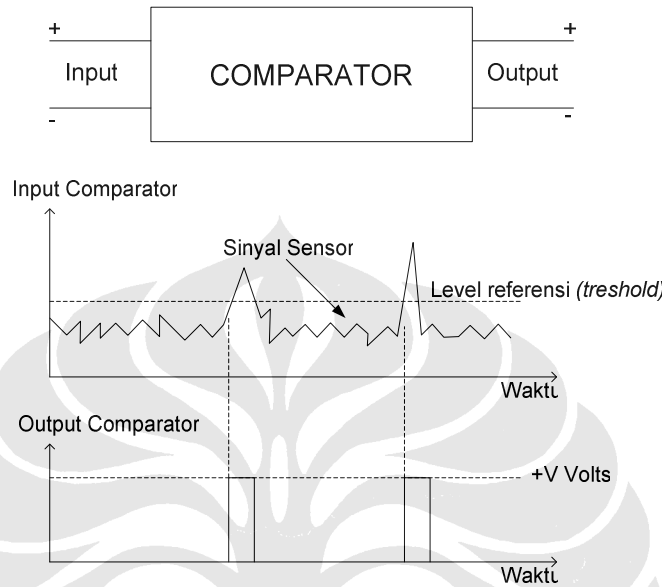 + +
Input COMPARATOR Output
- -
Input Comparator
Sinyal Sensor
Level referensi (treshold)
Waktu
Output Comparator
+V Volts
Waktu